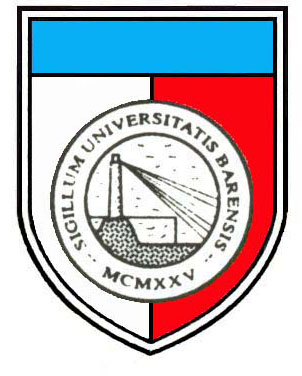 ·· SIGILLUM UNIVERSITATIS BARENSIS ··
MCMXXV